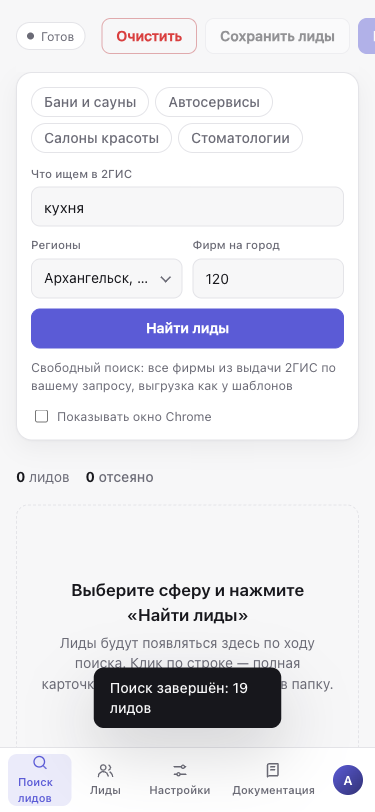 Готов
Очистить
Сохранить лиды
Бани и сауны
Автосервисы
Салоны красоты
Стоматологии
Что ищем в 2ГИС
кухня
Регионы
Фирм на город
Архангельск, ...
120
Найти лиды
Свободный поиск: все фирмы из выдачи 2ГИС по
вашему запросу, выгрузка как у шаблонов
Показывать окно Chrome
0 лидов 0 отсеяно
Выберите сферу и нажмите
«Найти лиды»
Лиды будут появляться здесь по ходу
поиска. Клик по строке — полная
в папку.
Поиск завершён: 19
лидов
Поиск
лидов
Лиды
Настройки
Документация
A